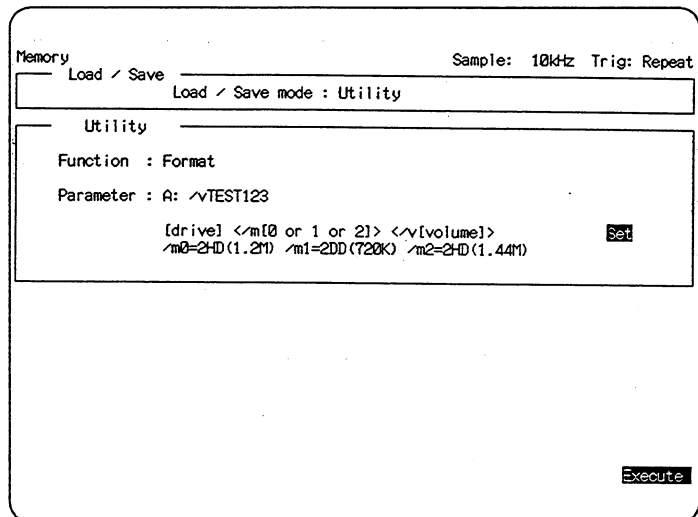 Memory Sample: 10kHz Trig: Repeat
Load / Save
Load / Save mode : Utility
Utility
Function : Format
Parameter : A: /vTEST123
[drive] </m[0 or 1 or 2]> </v[volume]> Set
/m0=2HD(1.2M) /m1=2DD(720K) /m2=2HD(1.44M)
Execute